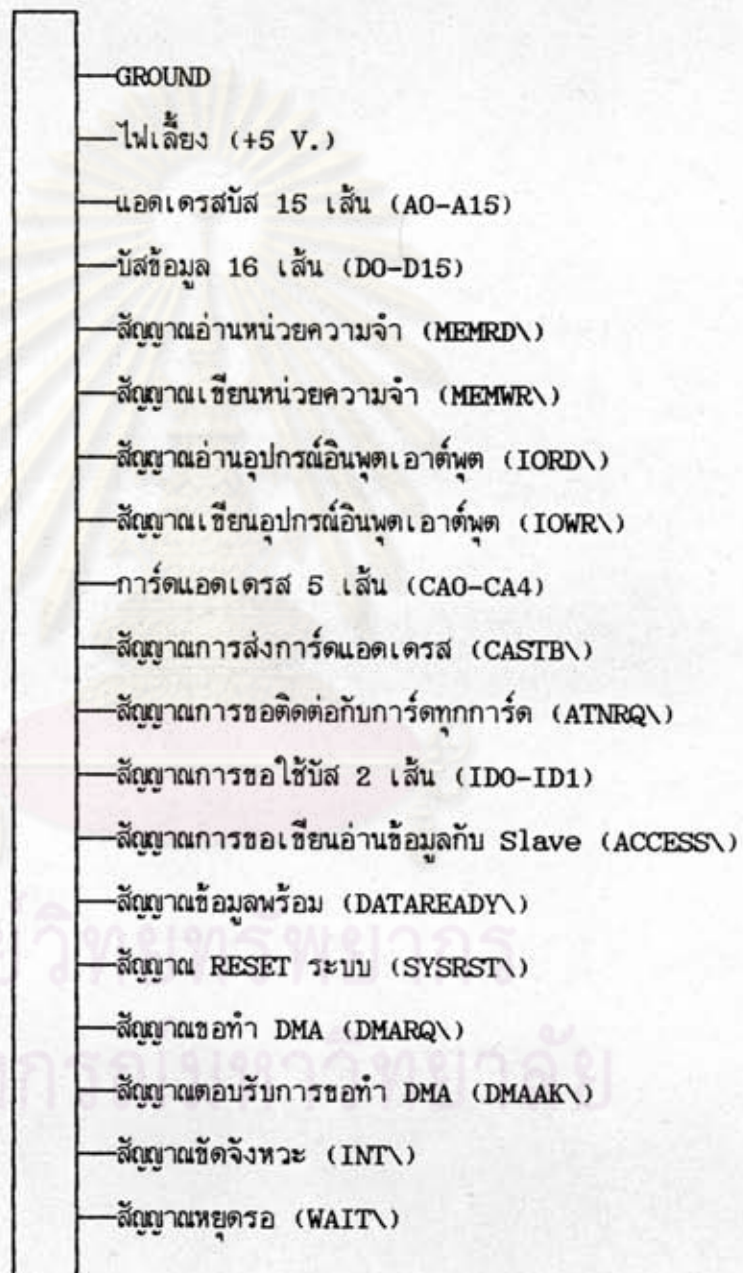 GROUND
ไฟเลี้ยง (+5 V.)
แอดเดรสบัส 15 เส้น (A0-A15)
บัสข้อมูล 16 เส้น (D0-D15)
สัญญาณอ่านหน่วยความจำ (MEMRD\)
สัญญาณเขียนหน่วยความจำ (MEMWR\)
สัญญาณอ่านอุปกรณ์อินพุตเอาต์พุต (IORD\)
สัญญาณเขียนอุปกรณ์อินพุตเอาต์พุต (IOWR\)
การ์ดแอดเดรส 5 เส้น (CA0-CA4)
สัญญาณการส่งการ์ดแอดเดรส (CASTB\)
สัญญาณการขอติดต่อกับการ์ดทุกการ์ด (ATNRQ\)
สัญญาณการขอใช้บัส 2 เส้น (ID0-ID1)
สัญญาณการขอเขียนอ่านข้อมูลกับ Slave (ACCESS\)
สัญญาณข้อมูลพร้อม (DATAREADY\)
สัญญาณ RESET ระบบ (SYSRST\)
สัญญาณขอทำ DMA (DMARQ\)
สัญญาณตอบรับการขอทำ DMA (DMAAK\)
สัญญาณขัดจังหวะ (INT\)
สัญญาณหยุดรอ (WAIT\)